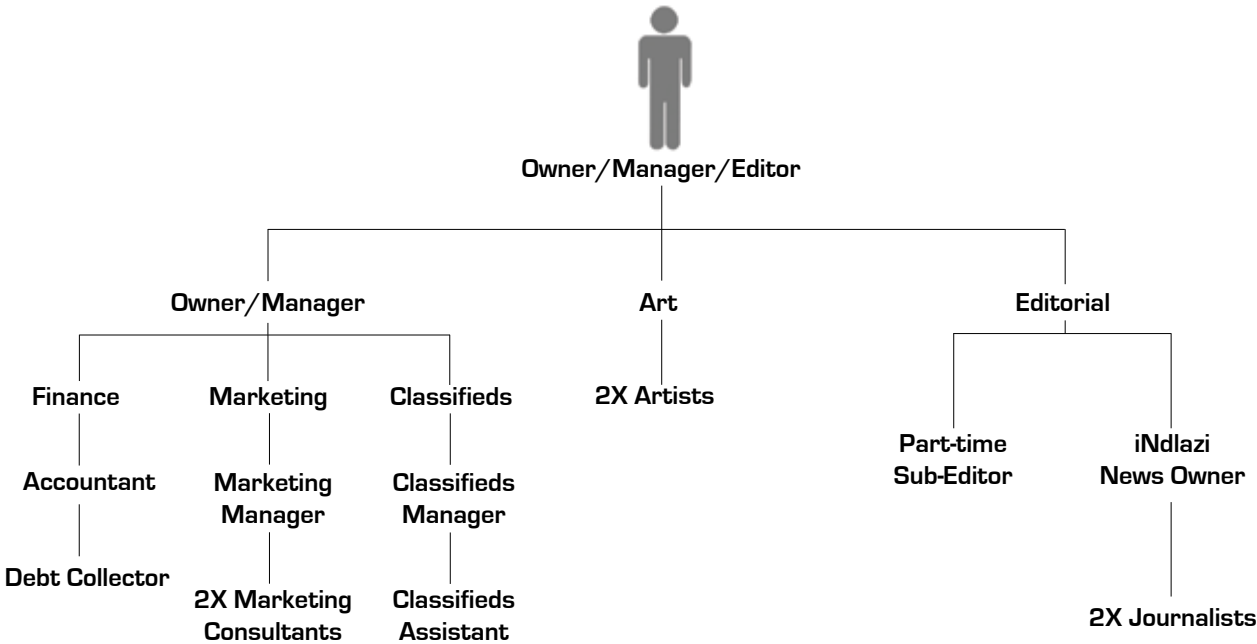 Owner/Manager/Editor
Owner/Manager
Art
Editorial
Finance
Marketing
Classifieds
2X Artists
Part-time
Sub-Editor
iNdlazi
News Owner
Accountant
Marketing
Manager
Classifieds
Manager
Debt Collector
2X Marketing
Consultants
Classifieds
Assistant
2X Journalists